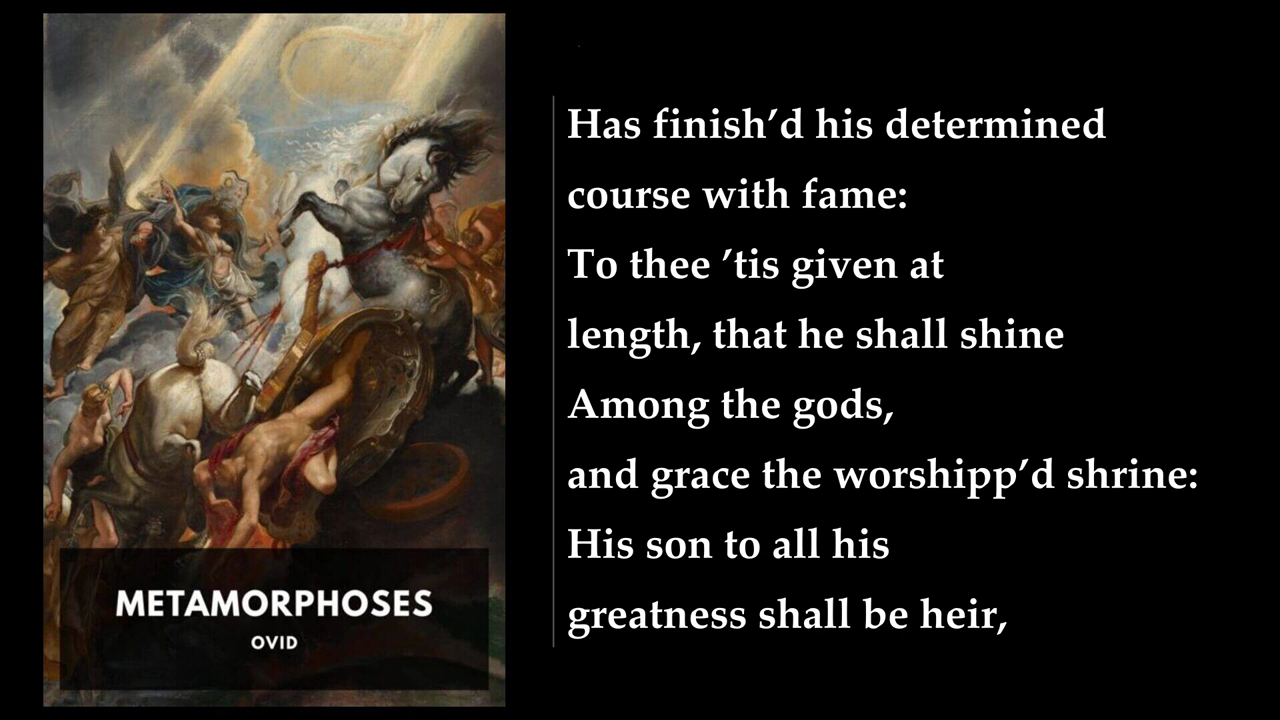 METAMORPHOSES
OVID
Has finish’d his determined
course with fame:
To thee ’tis given at
length, that he shall shine
Among the gods,
and grace the worshipp’d shrine:
His son to all his
greatness shall be heir,